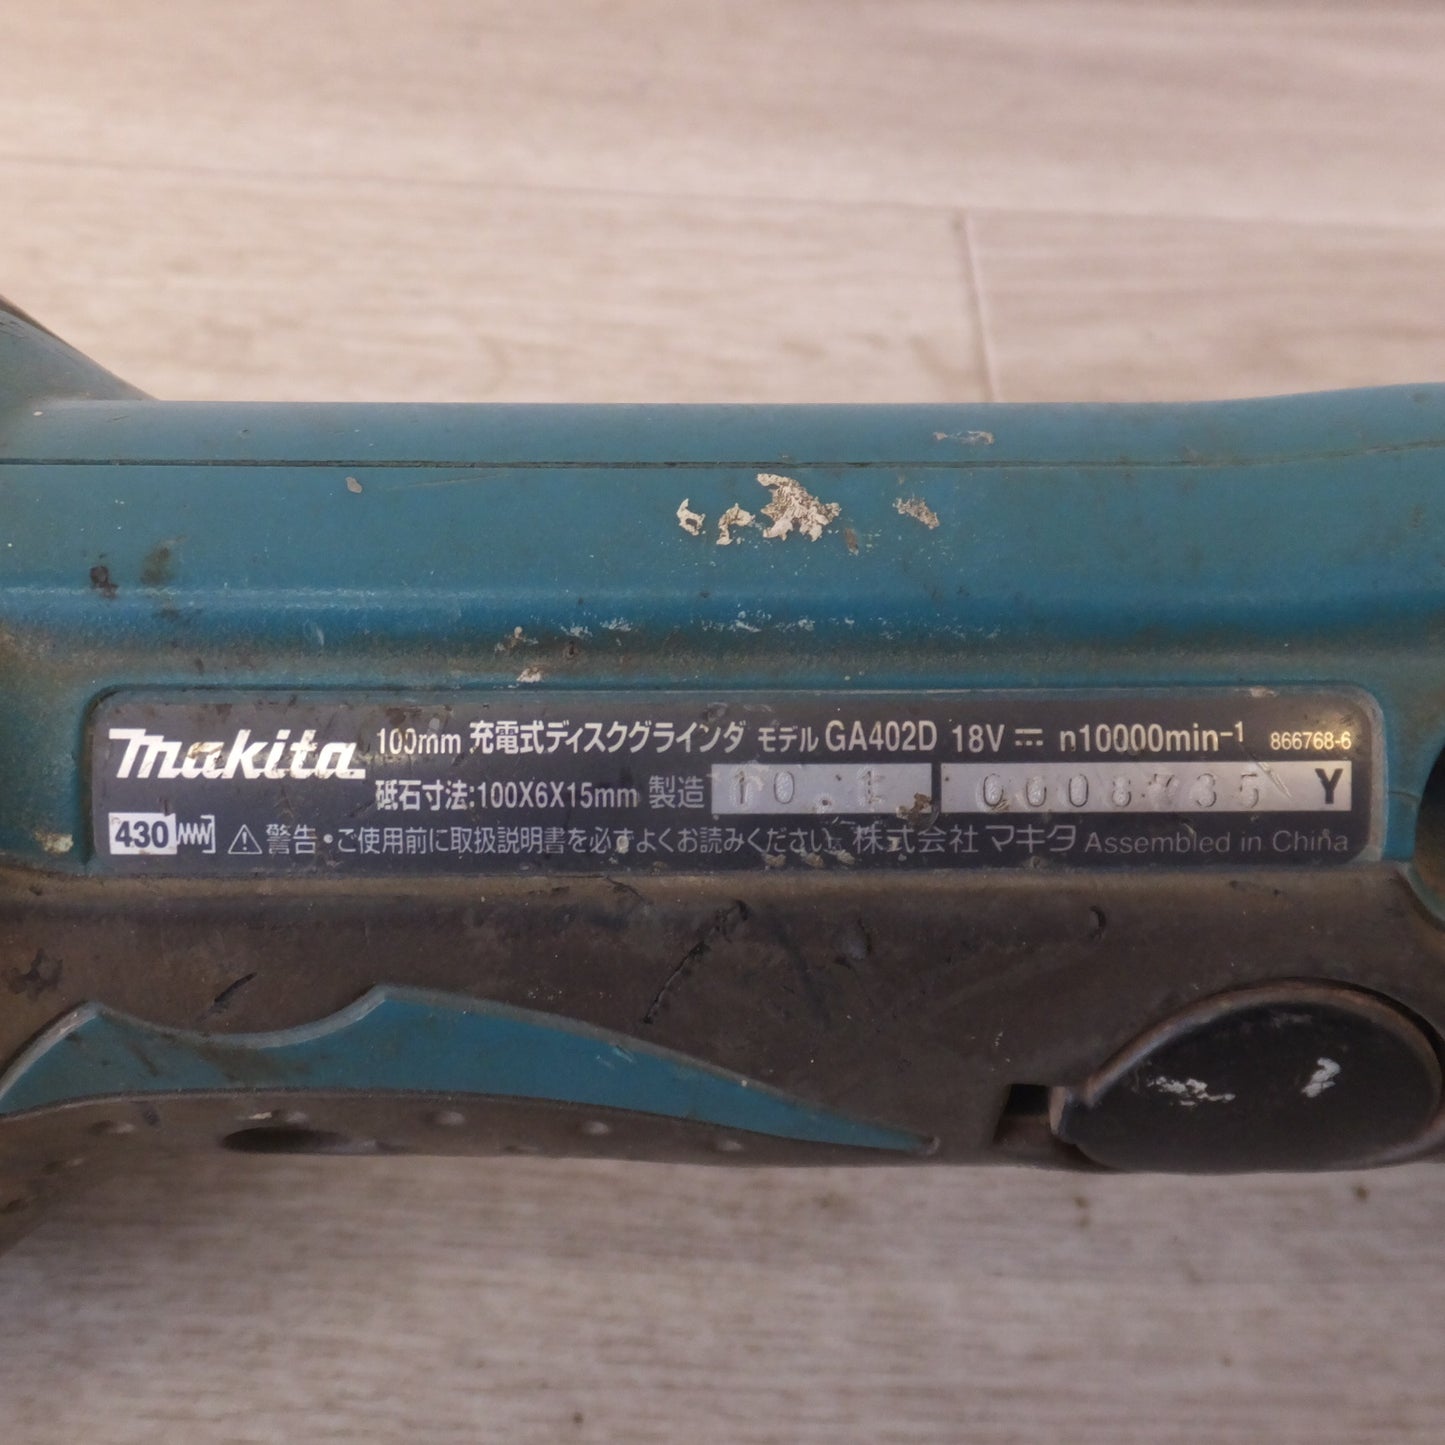 makita 100mm 充電式ディスクグラインダ モデル GA402D 18V ⎓ n10000min⁻¹ 866768-6
砥石寸法:100X6X15mm 製造 10.1 0008735 Y
430 ⚠警告・ご使用前に取扱説明書を必ずよくお読みください 株式会社 マキタ Assembled in China